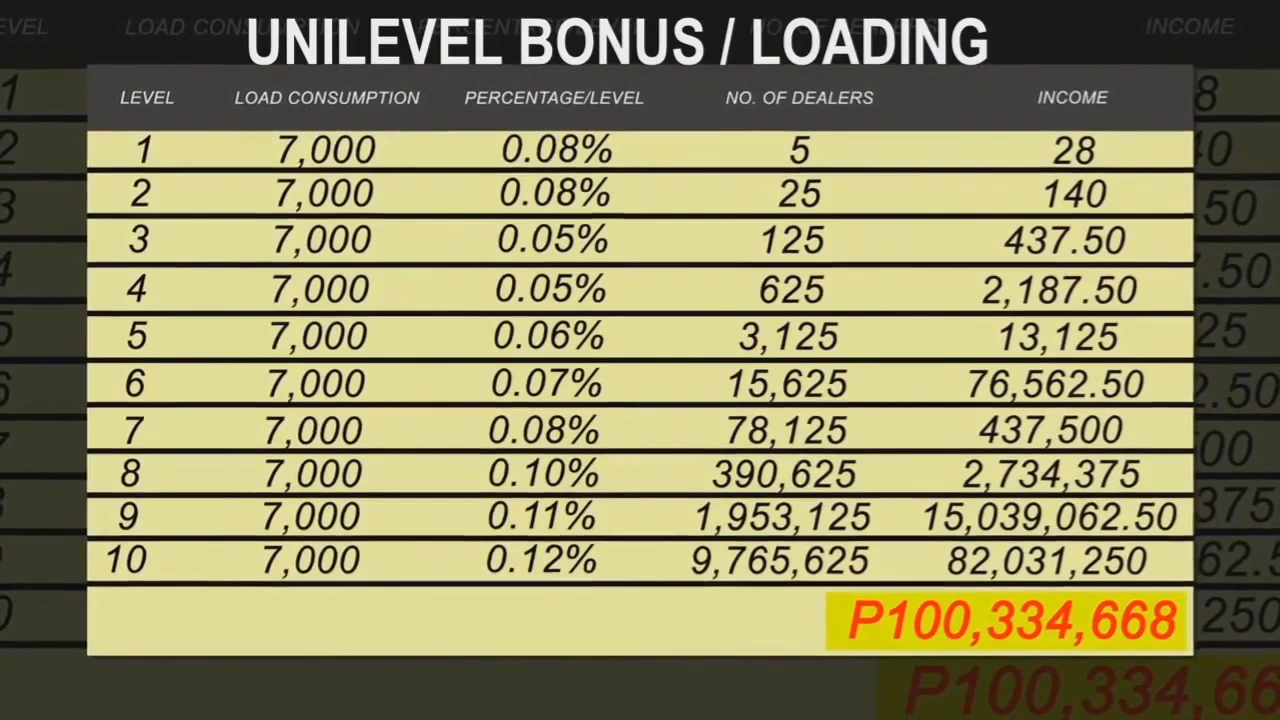 UNILEVEL BONUS / LOADING
LEVEL LOAD CONSUMPTION PERCENTAGE/LEVEL NO. OF DEALERS INCOME
1 7,000 0.08% 5 28
2 7,000 0.08% 25 140
3 7,000 0.05% 125 437.50
4 7,000 0.05% 625 2,187.50
5 7,000 0.06% 3,125 13,125
6 7,000 0.07% 15,625 76,562.50
7 7,000 0.08% 78,125 437,500
8 7,000 0.10% 390,625 2,734,375
9 7,000 0.11% 1,953,125 15,039,062.50
10 7,000 0.12% 9,765,625 82,031,250
P100,334,668